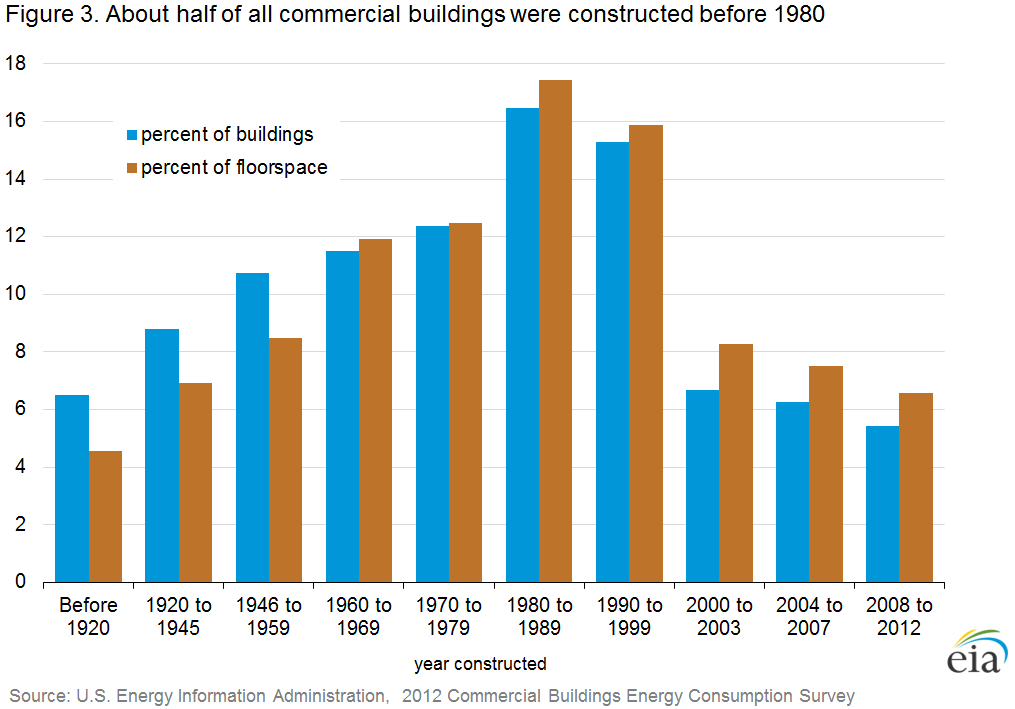 Figure 3. About half of all commercial buildings were constructed before 1980
18
16
14
12
10
8
6
4
2
0
percent of buildings
percent of floorspace
Before 1920
1920 to 1945
1946 to 1959
1960 to 1969
1970 to 1979
1980 to 1989
1990 to 1999
2000 to 2003
2004 to 2007
2008 to 2012
year constructed
eia
Source: U.S. Energy Information Administration, 2012 Commercial Buildings Energy Consumption Survey